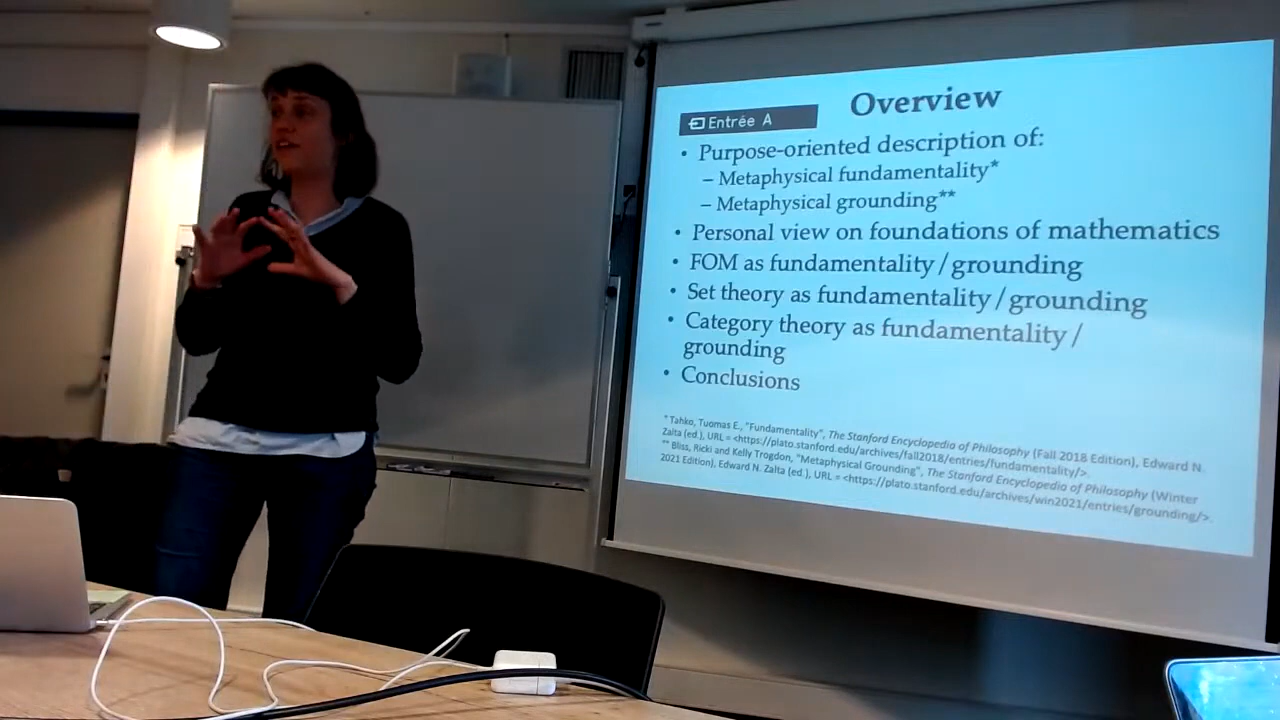 Overview
Entrée A
• Purpose-oriented description of:
– Metaphysical fundamentality*
– Metaphysical grounding**
• Personal view on foundations of mathematics
• FOM as fundamentality/grounding
• Set theory as fundamentality/grounding
• Category theory as fundamentality/
grounding
• Conclusions
* Tahko, Tuomas E., "Fundamentality", The Stanford Encyclopedia of Philosophy (Fall 2018 Edition), Edward N.
Zalta (ed.), URL = <https://plato.stanford.edu/archives/fall2018/entries/fundamentality/>.
** Bliss, Ricki and Kelly Trogdon, "Metaphysical Grounding", The Stanford Encyclopedia of Philosophy (Winter
2021 Edition), Edward N. Zalta (ed.), URL = <https://plato.stanford.edu/archives/win2021/entries/grounding/>.